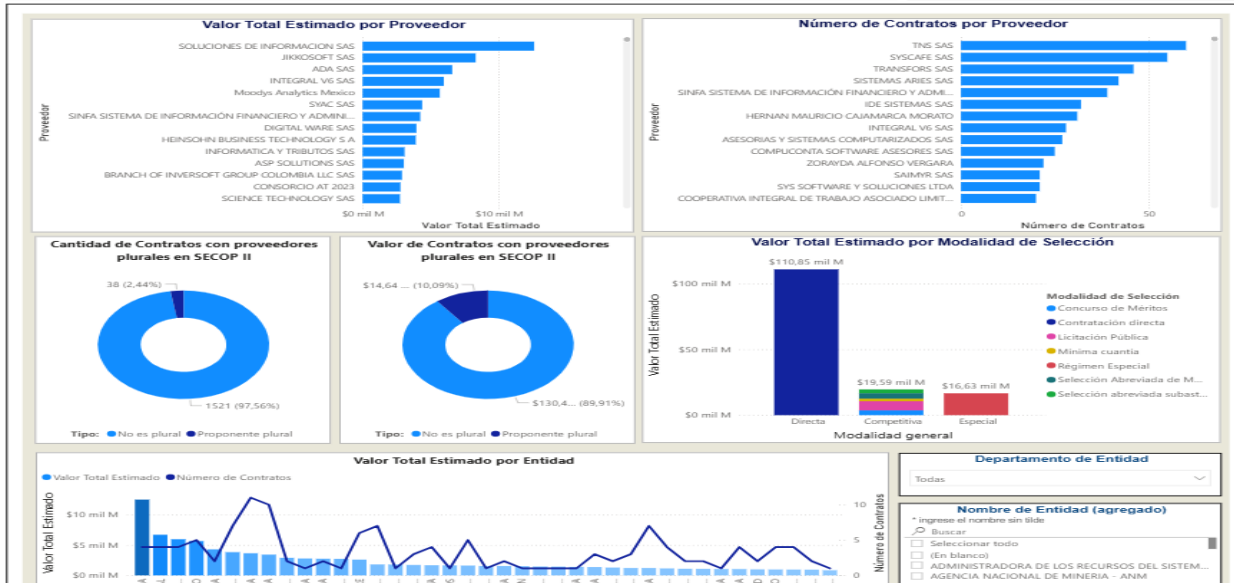 Valor Total Estimado por Proveedor
SOLUCIONES DE INFORMACION SAS
JIKKOSOFT SAS
ADA SAS
INTEGRAL V6 SAS
Moodys Analytics Mexico
SYAC SAS
SINFA SISTEMA DE INFORMACIÓN FINANCIERO Y ADMINI...
DIGITAL WARE SAS
HEINSOHN BUSINESS TECHNOLOGY S A
INFORMATICA Y TRIBUTOS SAS
ASP SOLUTIONS SAS
BRANCH OF INVERSOFT GROUP COLOMBIA LLC SAS
CONSORCIO AT 2023
SCIENCE TECHNOLOGY SAS
Proveedor
$0 mil M
$10 mil M
Valor Total Estimado
Número de Contratos por Proveedor
TNS SAS
SYSCAFE SAS
TRANSFORS SAS
SISTEMAS ARIES SAS
SINFA SISTEMA DE INFORMACIÓN FINANCIERO Y ADMI...
IDE SISTEMAS SAS
HERNAN MAURICIO CAJAMARCA MORATO
INTEGRAL V6 SAS
ASESORIAS Y SISTEMAS COMPUTARIZADOS SAS
COMPUCONTA SOFTWARE ASESORES SAS
ZORAYDA ALFONSO VERGARA
SAIMYR SAS
SYS SOFTWARE Y SOLUCIONES LTDA
COOPERATIVA INTEGRAL DE TRABAJO ASOCIADO LIMIT...
Proveedor
0
50
Número de Contratos
Cantidad de Contratos con proveedores
plurales en SECOP II
38 (2,44%)
1521 (97,56%)
Tipo: No es plural Proponente plural
Valor de Contratos con proveedores
plurales en SECOP II
$14,64 ... (10,09%)
$130,4... (89,91%)
Tipo: No es plural Proponente plural
Valor Total Estimado por Modalidad de Selección
$110,85 mil M
$100 mil M
$50 mil M
$0 mil M
Valor Total Estimado
$19,59 mil M
$16,63 mil M
Directa
Competitiva
Especial
Modalidad general
Modalidad de Selección
Concurso de Méritos
Contratación directa
Licitación Pública
Mínima cuantia
Régimen Especial
Selección Abreviada de M...
Selección abreviada subast...
Valor Total Estimado por Entidad
Valor Total Estimado Número de Contratos
Valor Total Estimado
$10 mil M
$5 mil M
$0 mil M
10
5
0
Número de Contratos
Departamento de Entidad
Todas
Nombre de Entidad (agregado)
* ingrese el nombre sin tilde
Buscar
Seleccionar todo
(En blanco)
ADMINISTRADORA DE LOS RECURSOS DEL SISTEM...
AGENCIA NACIONAL DE MINERIA - ANM